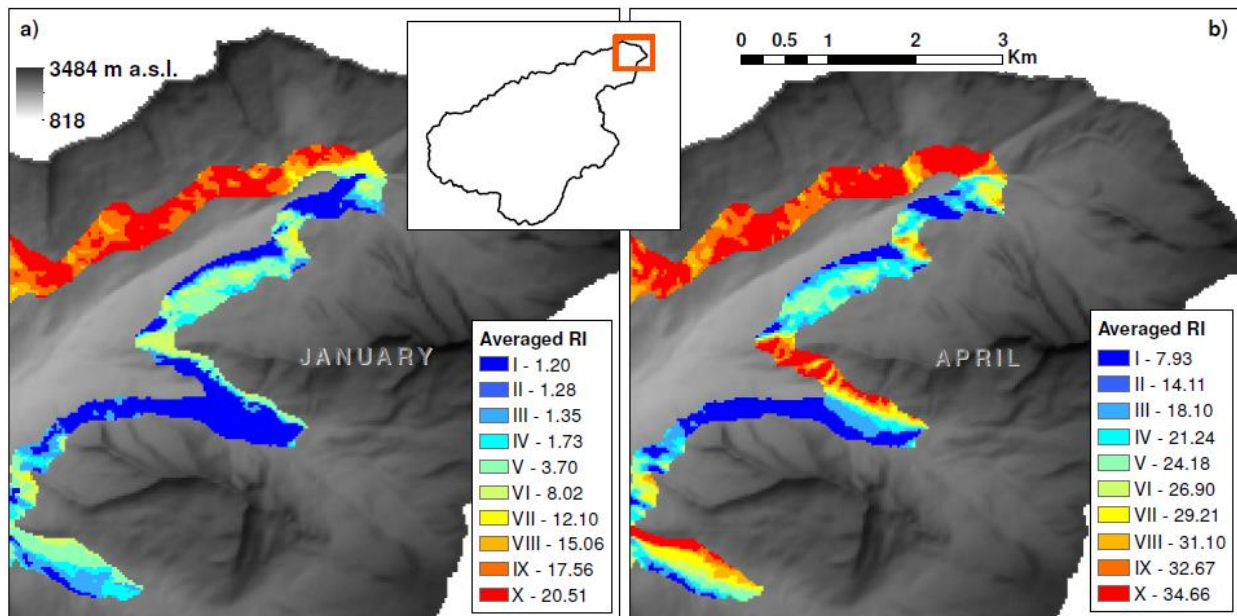 a)
3484 m a.s.l.
818
JANUARY
Averaged RI
I - 1.20
II - 1.28
III - 1.35
IV - 1.73
V - 3.70
VI - 8.02
VII - 12.10
VIII - 15.06
IX - 17.56
X - 20.51
b)
0 0.5 1 2 3
Km
APRIL
Averaged RI
I - 7.93
II - 14.11
III - 18.10
IV - 21.24
V - 24.18
VI - 26.90
VII - 29.21
VIII - 31.10
IX - 32.67
X - 34.66